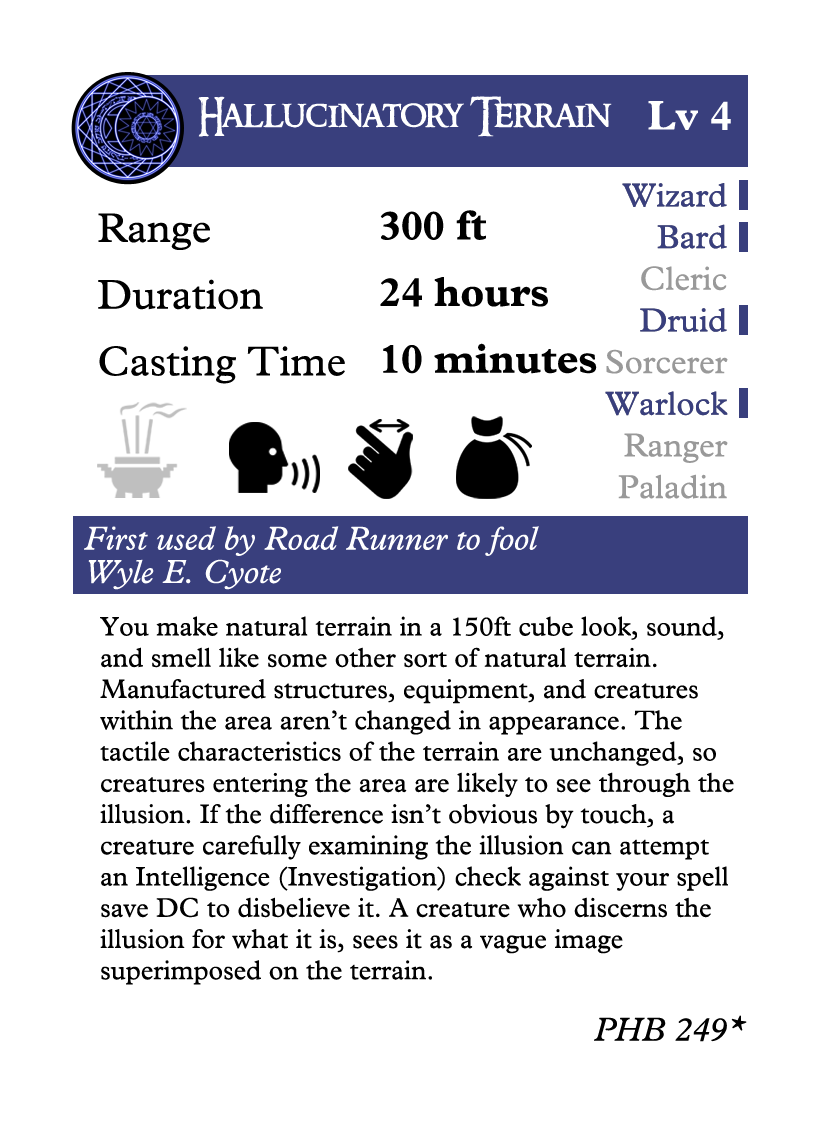 Hallucinatory Terrain Lv 4
Range 300 ft
Duration 24 hours
Casting Time 10 minutes
Wizard
Bard
Cleric
Druid
Sorcerer
Warlock
Ranger
Paladin
First used by Road Runner to fool
Wyle E. Cyote
You make natural terrain in a 150ft cube look, sound,
and smell like some other sort of natural terrain.
Manufactured structures, equipment, and creatures
within the area aren’t changed in appearance. The
tactile characteristics of the terrain are unchanged, so
creatures entering the area are likely to see through the
illusion. If the difference isn’t obvious by touch, a
creature carefully examining the illusion can attempt
an Intelligence (Investigation) check against your spell
save DC to disbelieve it. A creature who discerns the
illusion for what it is, sees it as a vague image
superimposed on the terrain.
PHB 249*